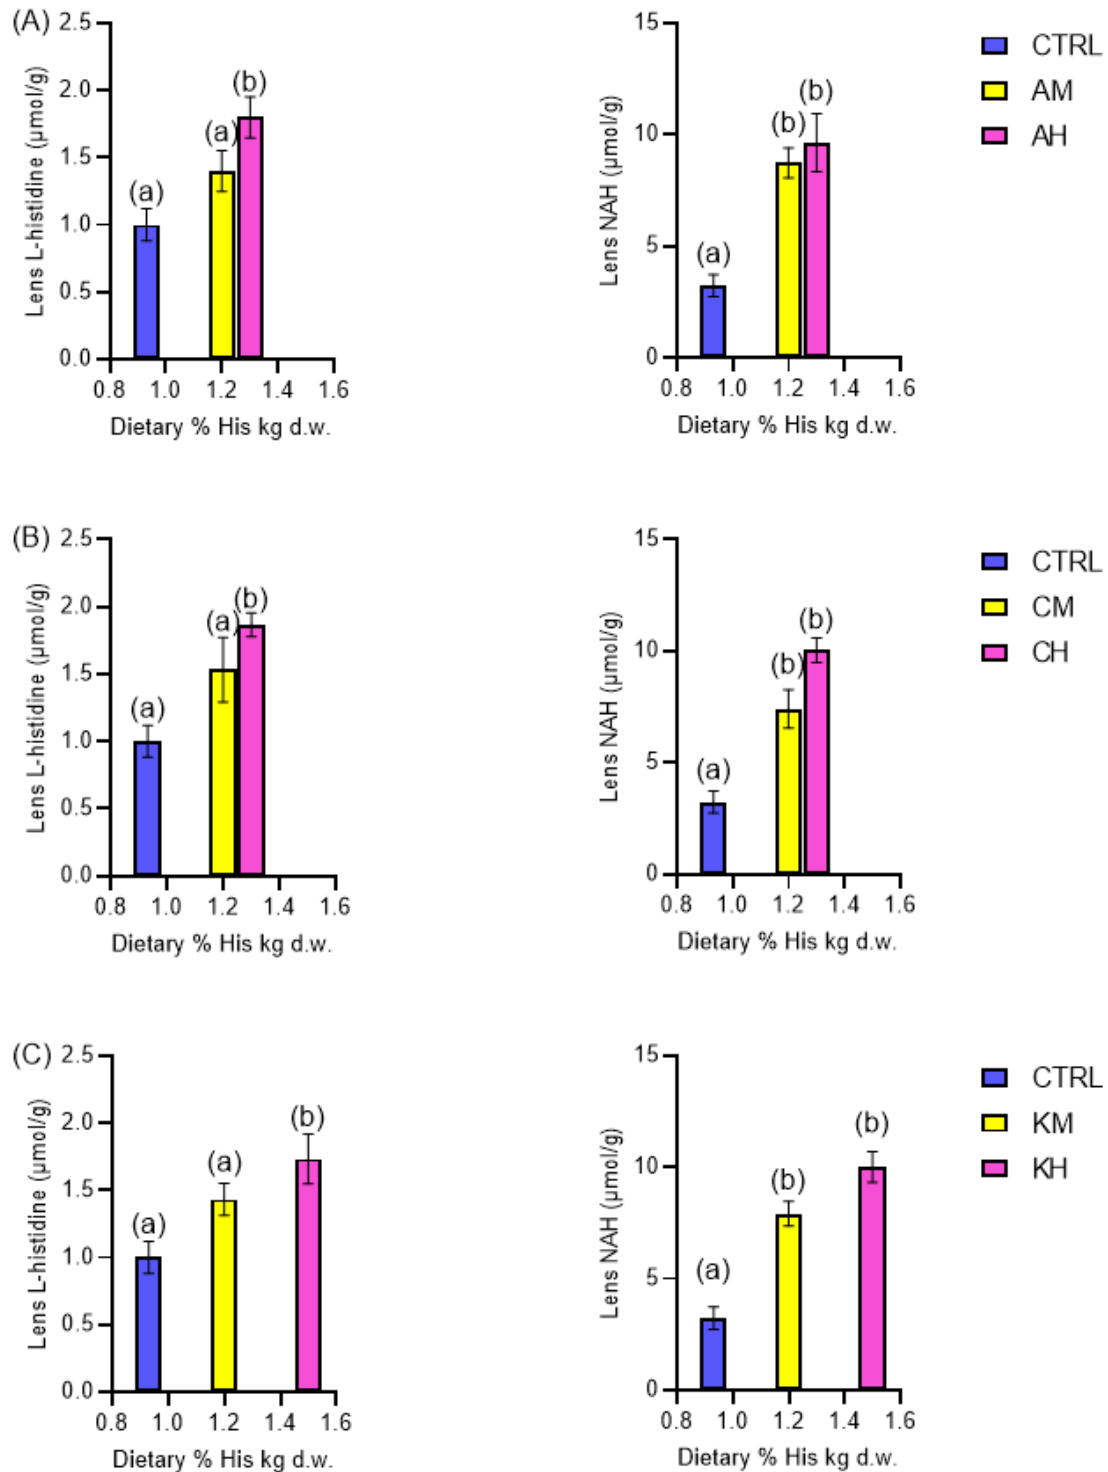 (A)
Lens L-histidine (µmol/g)
2.5
2.0
1.5
1.0
0.5
0.0
(a)
(a)
(b)
0.8 1.0 1.2 1.4 1.6
Dietary % His kg d.w.
Lens NAH (µmol/g)
15
10
5
0
(a)
(b)
(b)
0.8 1.0 1.2 1.4 1.6
Dietary % His kg d.w.
CTRL
AM
AH
(B)
Lens L-histidine (µmol/g)
2.5
2.0
1.5
1.0
0.5
0.0
(a)
(a)
(b)
0.8 1.0 1.2 1.4 1.6
Dietary % His kg d.w.
Lens NAH (µmol/g)
15
10
5
0
(a)
(b)
(b)
0.8 1.0 1.2 1.4 1.6
Dietary % His kg d.w.
CTRL
CM
CH
(C)
Lens L-histidine (µmol/g)
2.5
2.0
1.5
1.0
0.5
0.0
(a)
(a)
(b)
0.8 1.0 1.2 1.4 1.6
Dietary % His kg d.w.
Lens NAH (µmol/g)
15
10
5
0
(a)
(b)
(b)
0.8 1.0 1.2 1.4 1.6
Dietary % His kg d.w.
CTRL
KM
KH